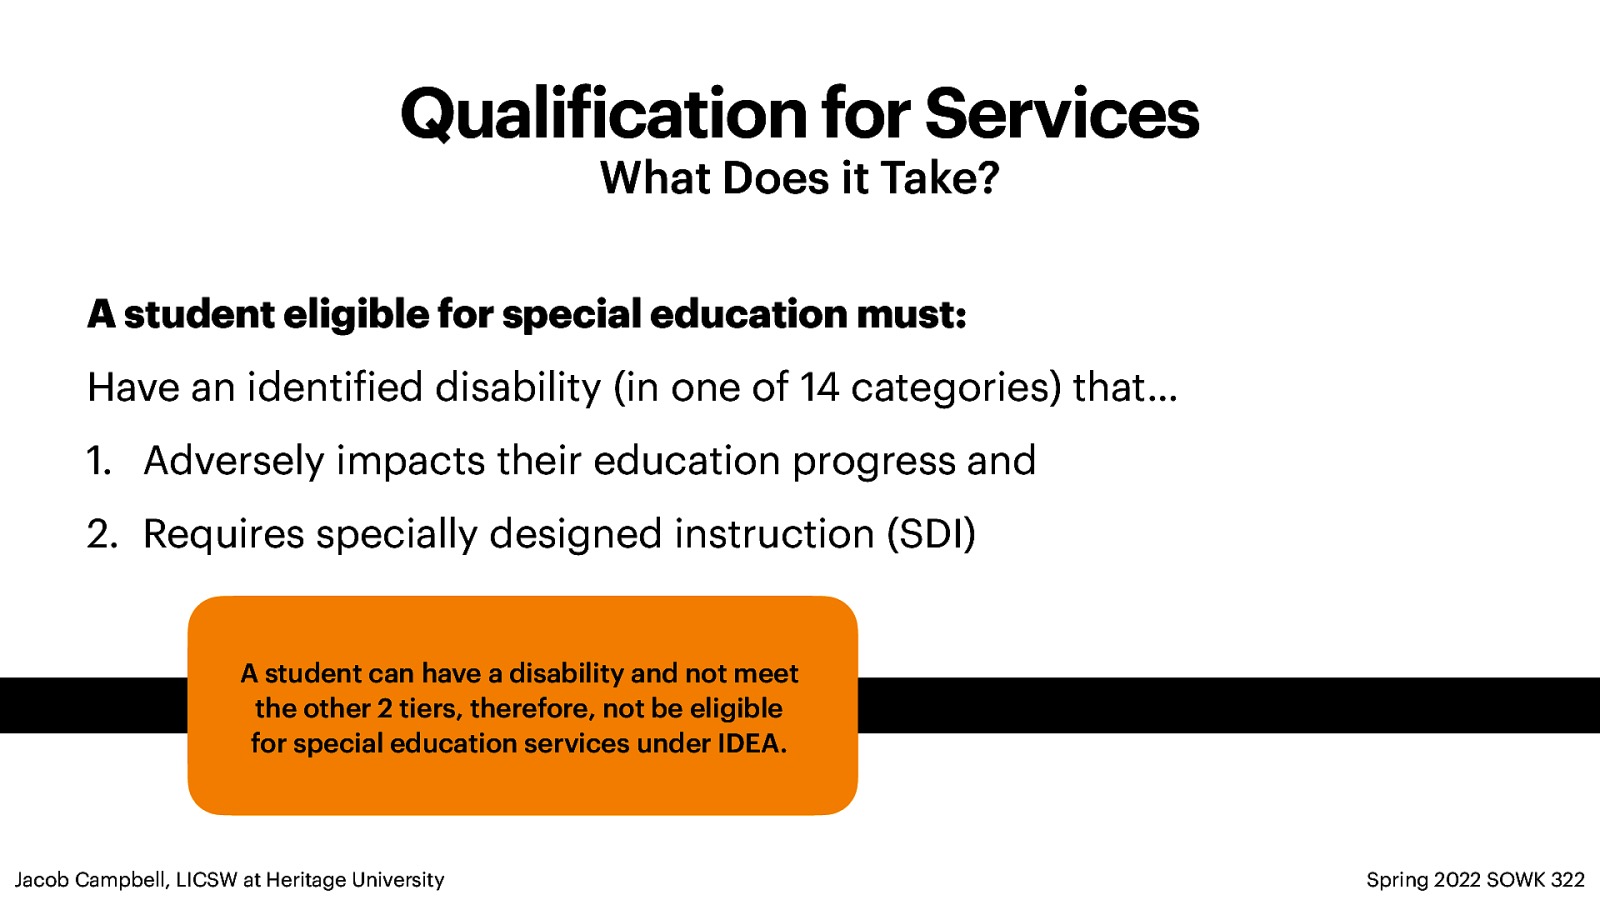 Qualification for Services
What Does it Take?
A student eligible for special education must:
Have an identified disability (in one of 14 categories) that...
1. Adversely impacts their education progress and
2. Requires specially designed instruction (SDI)
A student can have a disability and not meet
the other 2 tiers, therefore, not be eligible
for special education services under IDEA.
Jacob Campbell, LICSW at Heritage University
Spring 2022 SOWK 322